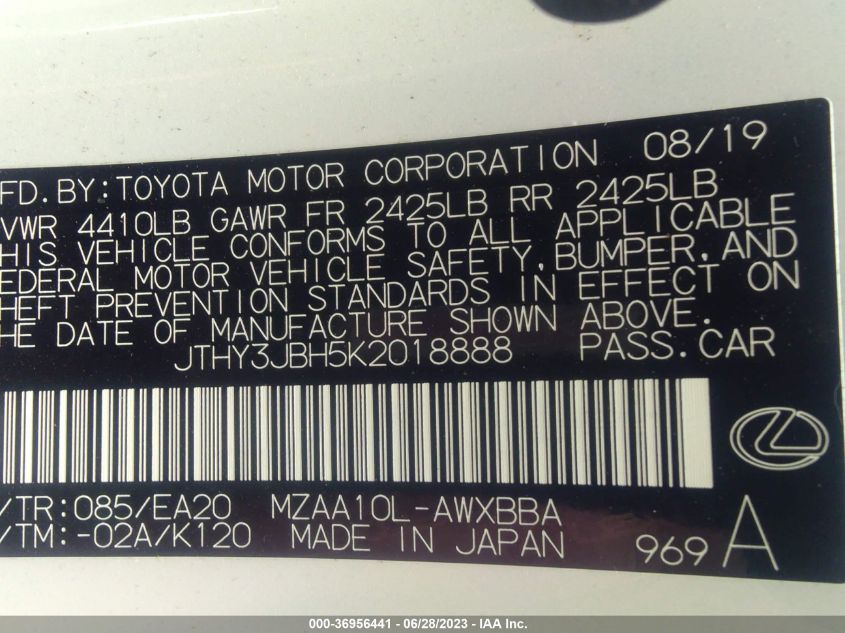 FD. BY: TOYOTA MOTOR CORPORATION 08/19
VWR 4410LB GAWR FR 2425LB RR 2425LB
HIS VEHICLE CONFORMS TO ALL APPLICABLE
EDERAL MOTOR VEHICLE SAFETY, BUMPER, AND
HEFT PREVENTION STANDARDS IN EFFECT ON
HE DATE OF MANUFACTURE SHOWN ABOVE.
JTHY3JBH5K2018888 PASS. CAR
/TR: 085/EA20 MZAA10L-AWXBBA
/TM: -02A/K120 MADE IN JAPAN 969 A
000-36956441 - 06/28/2023 - IAA Inc.